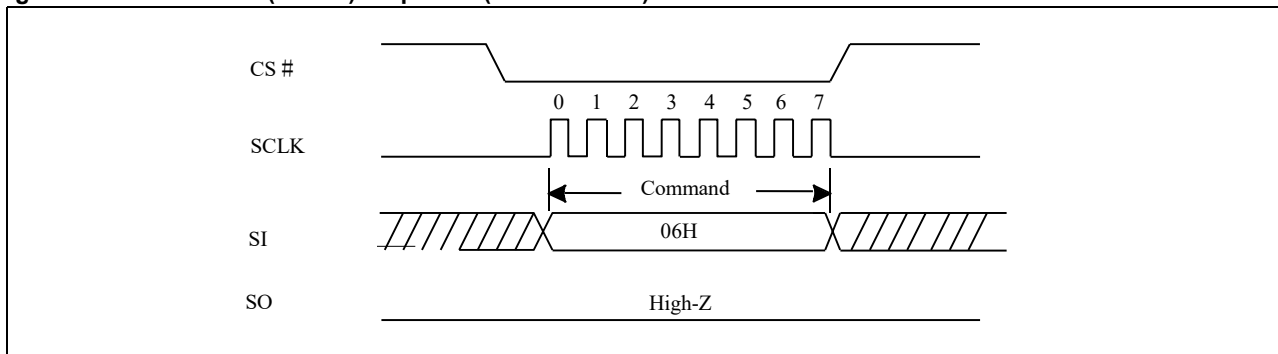 CS #
0 1 2 3 4 5 6 7
SCLK
Command
SI
06H
SO
High-Z